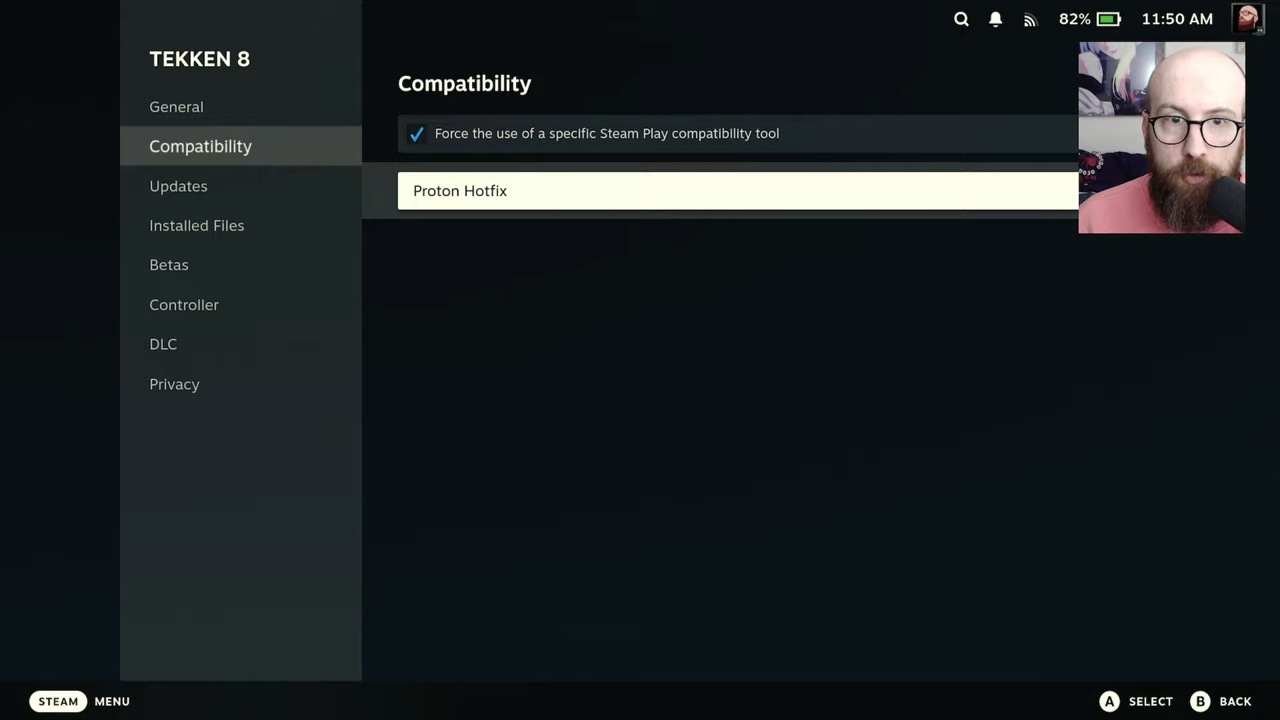 82% 11:50 AM
TEKKEN 8
General
Compatibility
Updates
Installed Files
Betas
Controller
DLC
Privacy
Compatibility
Force the use of a specific Steam Play compatibility tool
Proton Hotfix
STEAM MENU
A SELECT B BACK